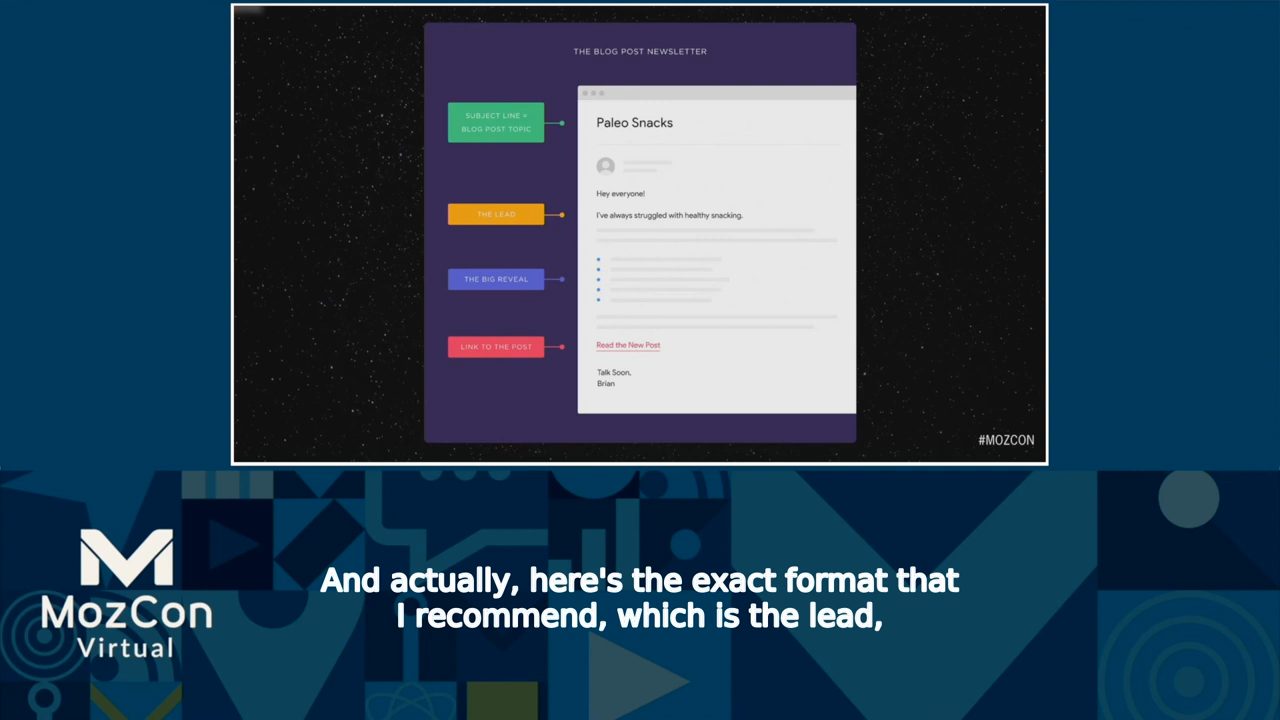 THE BLOG POST NEWSLETTER
SUBJECT LINE =
BLOG POST TOPIC
Paleo Snacks
Hey everyone!
THE LEAD
I've always struggled with healthy snacking.
THE BIG REVEAL
LINK TO THE POST
Read the New Post
Talk Soon,
Brian
#MOZCON
MozCon
Virtual
And actually, here's the exact format that
I recommend, which is the lead,